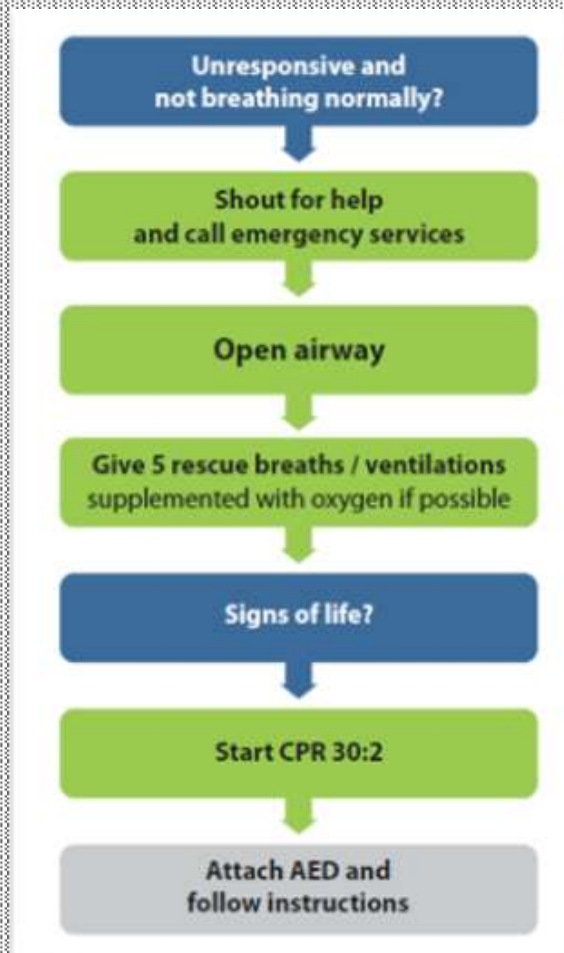 Unresponsive and
not breathing normally?
Shout for help
and call emergency services
Open airway
Give 5 rescue breaths / ventilations
supplemented with oxygen if possible
Signs of life?
Start CPR 30:2
Attach AED and
follow instructions